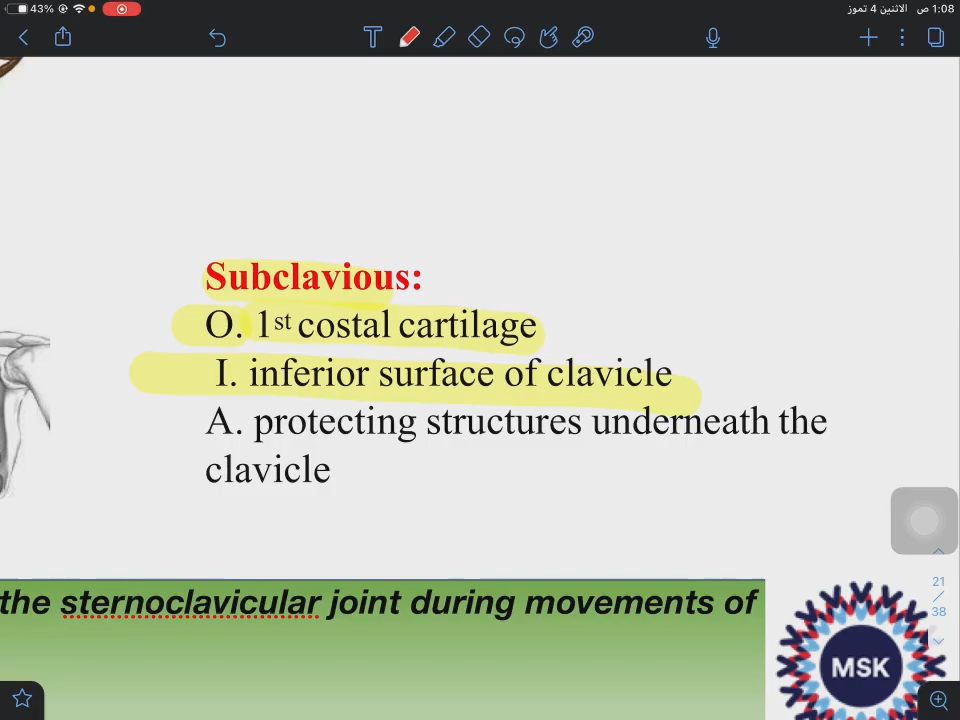 43%
1:08 ص الاثنين 4 تموز
T
Subclavious:
O. 1st costal cartilage
I. inferior surface of clavicle
A. protecting structures underneath the
clavicle
the sternoclavicular joint during movements of
21
/
38
MSK